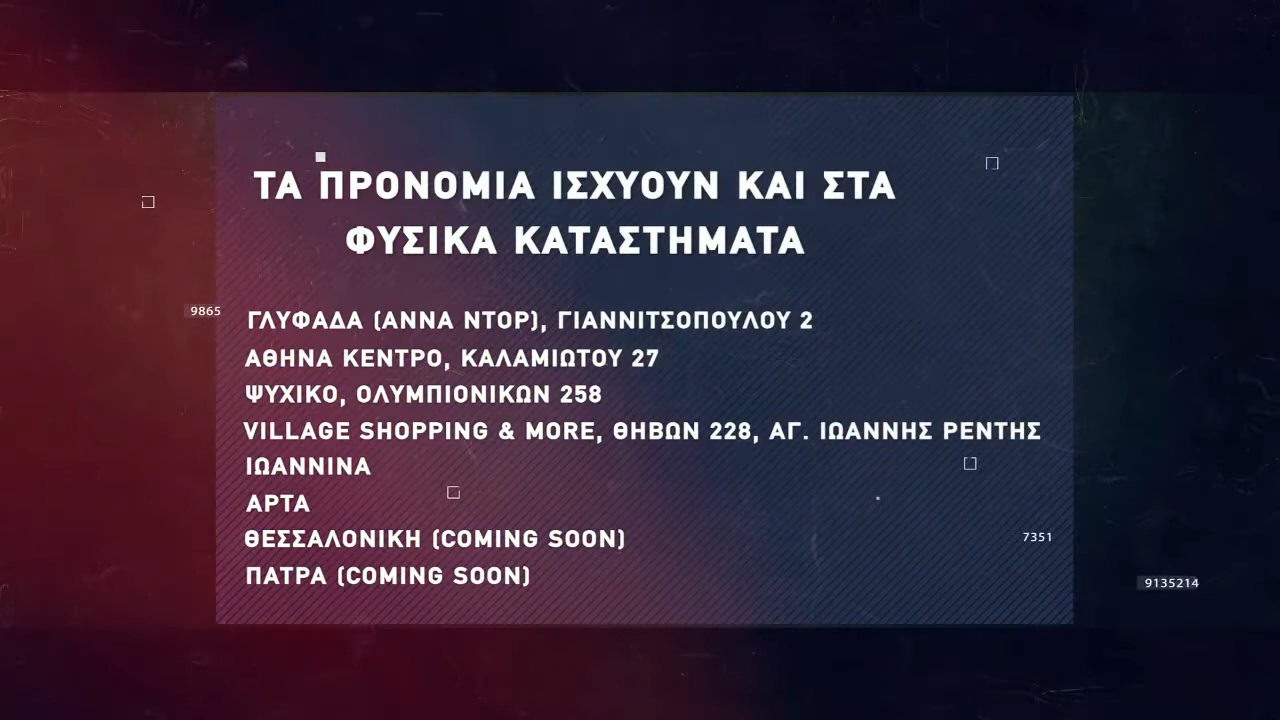 ΤΑ ΠΡΟΝΟΜΙΑ ΙΣΧΥΟΥΝ ΚΑΙ ΣΤΑ
ΦΥΣΙΚΑ ΚΑΤΑΣΤΗΜΑΤΑ
9865
ΓΛΥΦΑΔΑ (ΑΝΝΑ ΝΤΟΡ), ΓΙΑΝΝΙΤΣΟΠΟΥΛΟΥ 2
ΑΘΗΝΑ ΚΕΝΤΡΟ, ΚΑΛΑΜΙΩΤΟΥ 27
ΨΥΧΙΚΟ, ΟΛΥΜΠΙΟΝΙΚΩΝ 258
VILLAGE SHOPPING & MORE, ΘΗΒΩΝ 228, ΑΓ. ΙΩΑΝΝΗΣ ΡΕΝΤΗΣ
ΙΩΑΝΝΙΝΑ
ΑΡΤΑ
ΘΕΣΣΑΛΟΝΙΚΗ (COMING SOON)
7351
ΠΑΤΡΑ (COMING SOON)
9135214